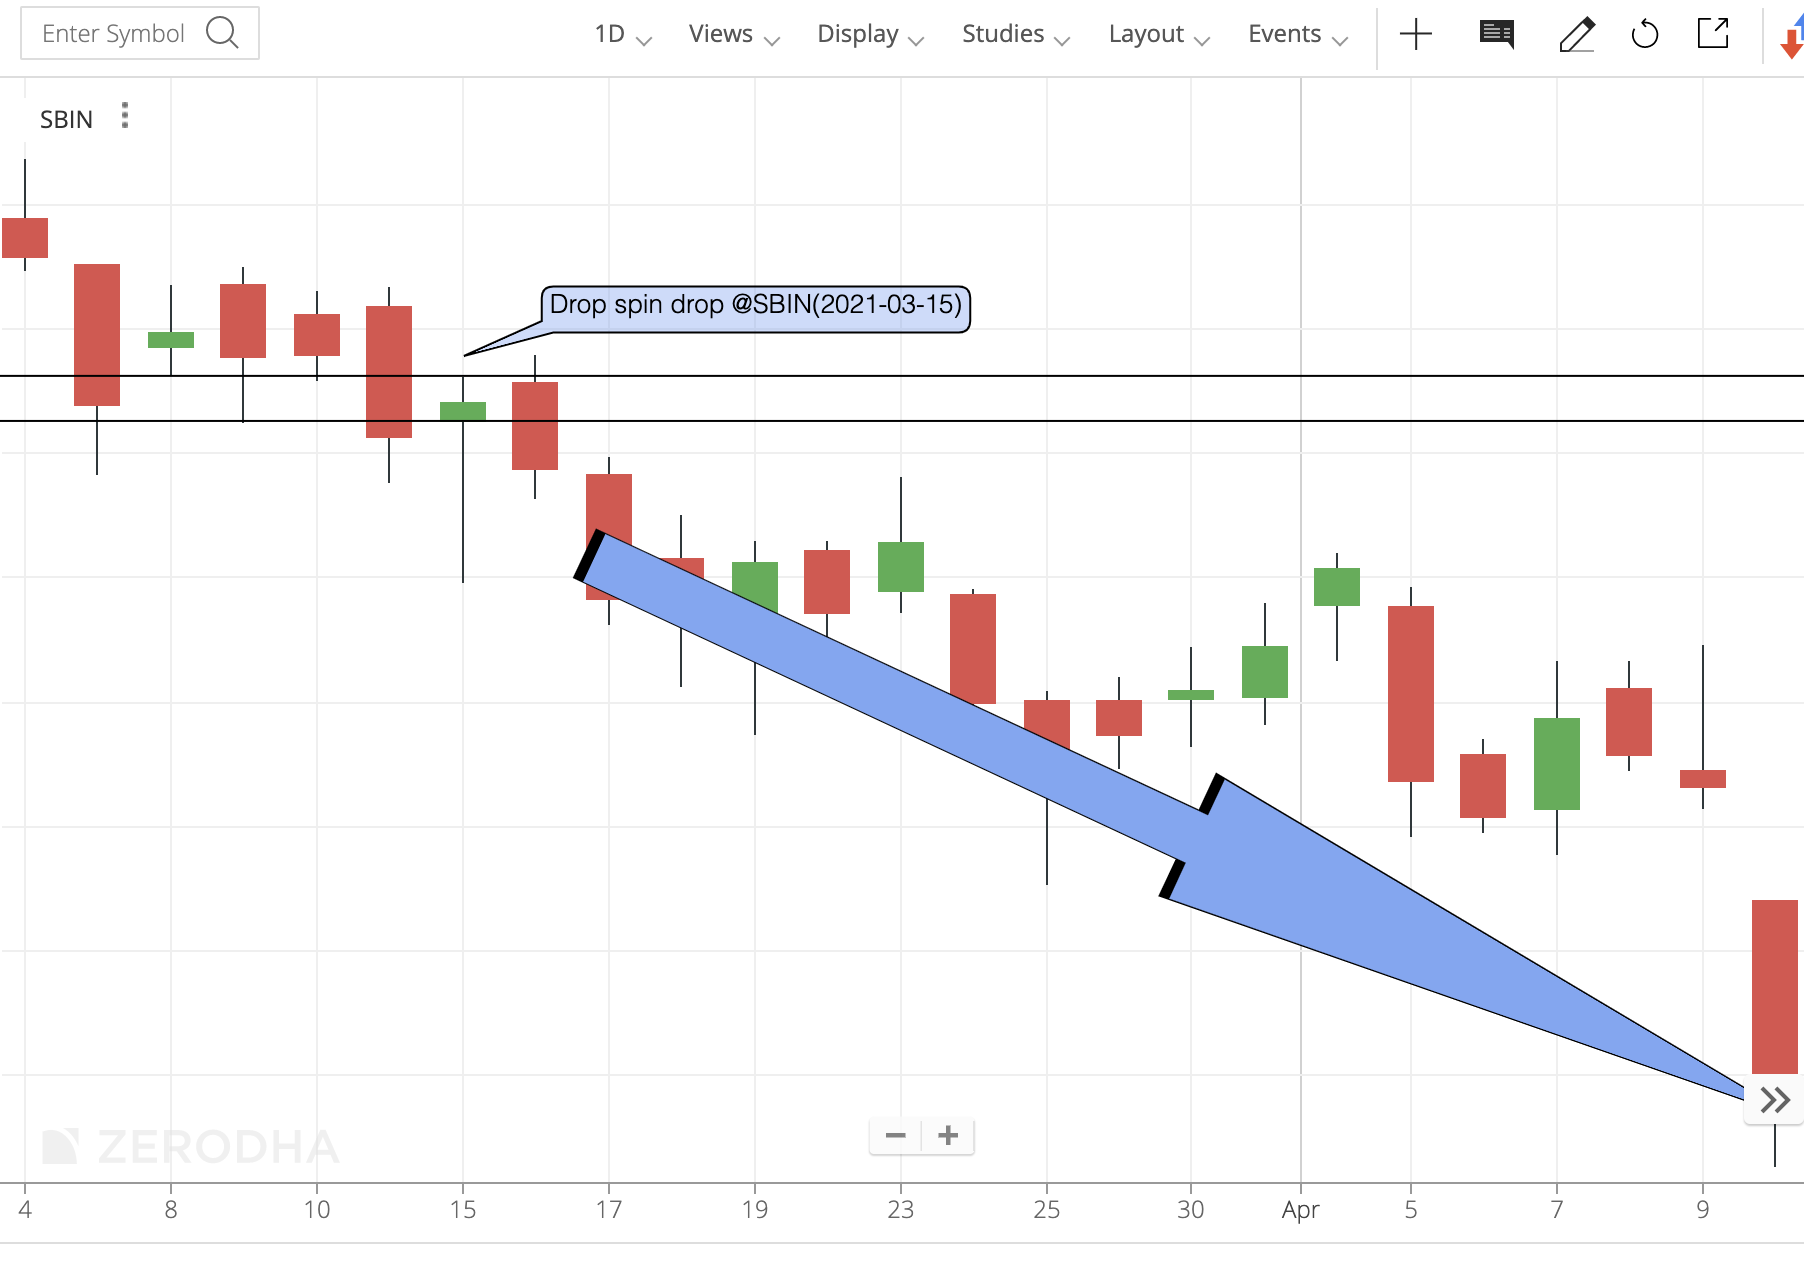 Enter Symbol 1D Views Display Studies Layout Events
SBIN
Drop spin drop @SBIN(2021-03-15)
ZERODHA
4 8 10 15 17 19 23 25 30 Apr 5 7 9